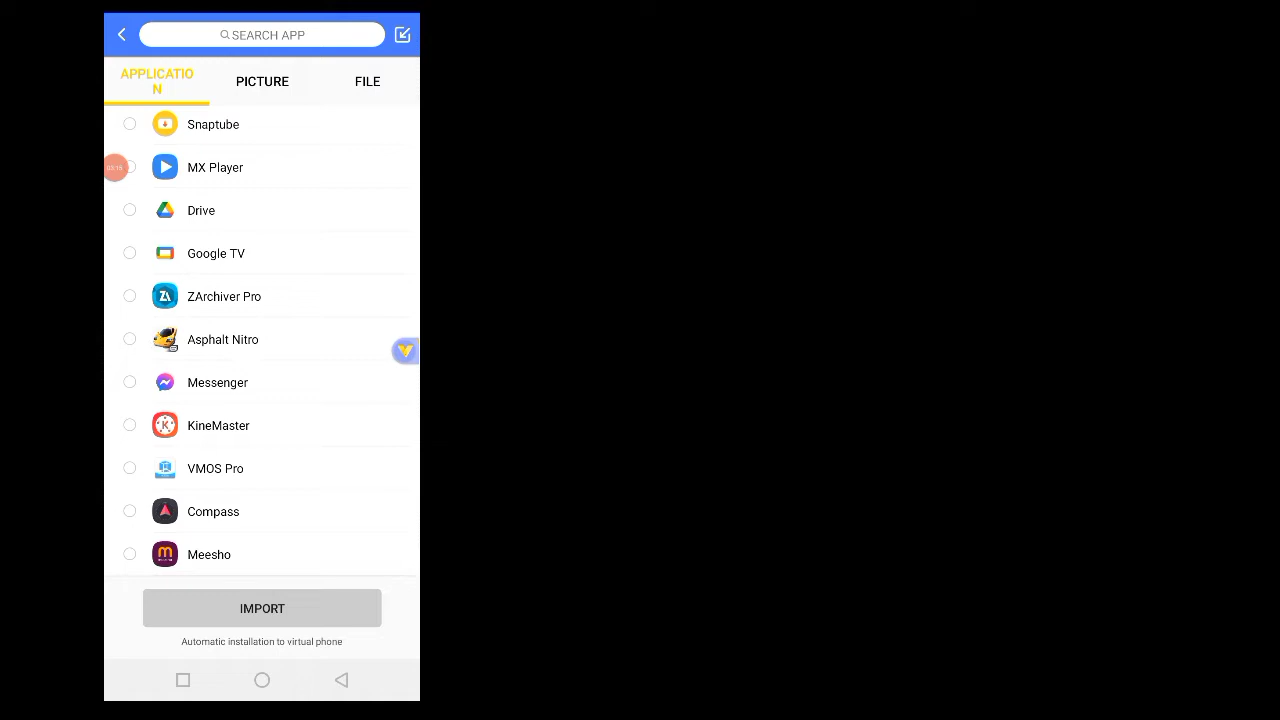 SEARCH APP
APPLICATIO
N
PICTURE
FILE
Snaptube
MX Player
Drive
Google TV
ZArchiver Pro
Asphalt Nitro
Messenger
KineMaster
VMOS Pro
Compass
Meesho
IMPORT
Automatic installation to virtual phone